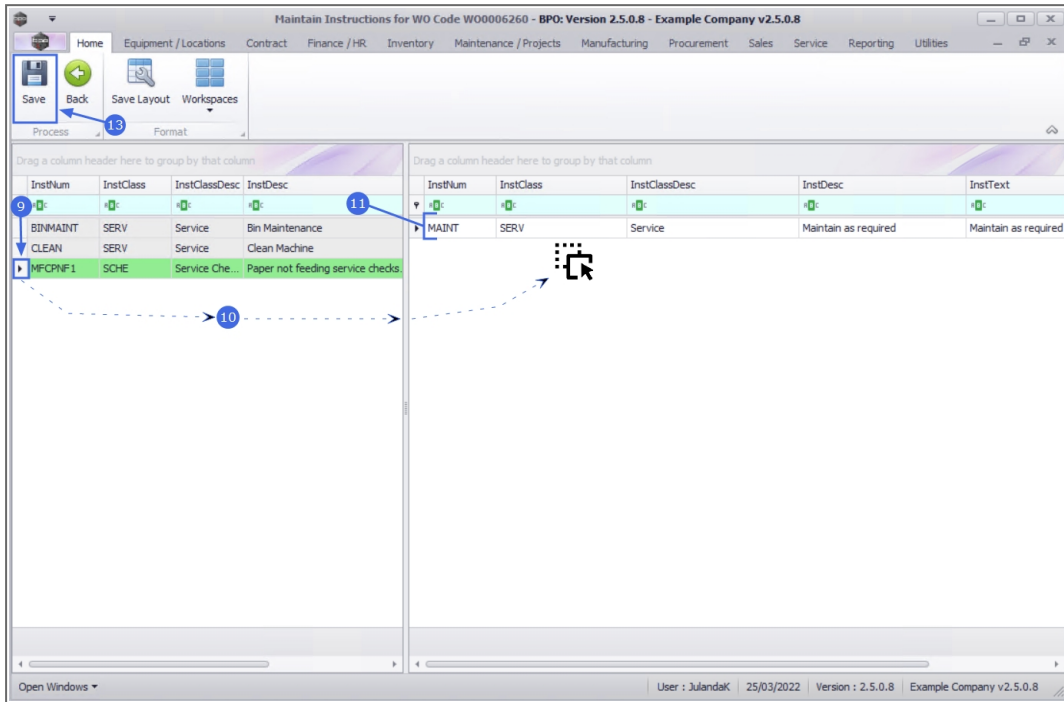 Maintain Instructions for WO Code WO0006260 - BPO: Version 2.5.0.8 - Example Company v2.5.0.8
Home Equipment / Locations Contract Finance / HR Inventory Maintenance / Projects Manufacturing Procurement Sales Service Reporting Utilities
Save Back Save Layout Workspaces
13
Process Format
Drag a column header here to group by that column Drag a column header here to group by that column
InstNum InstClass InstClassDesc InstDesc InstNum InstClass InstClassDesc InstDesc InstText
9 11
BINMAINT SERV Service Bin Maintenance MAINT SERV Service Maintain as required Maintain as required
CLEAN SERV Service Clean Machine
MFCPNF1 SCHE Service Che... Paper not feeding service checks.
10
Open Windows User : JulandaK 25/03/2022 Version : 2.5.0.8 Example Company v2.5.0.8